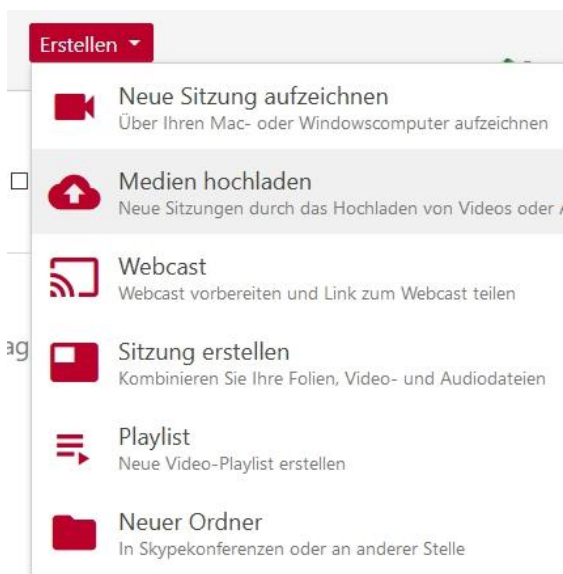 Erstellen
Neue Sitzung aufzeichnen
Über Ihren Mac- oder Windowscomputer aufzeichnen
Medien hochladen
Neue Sitzungen durch das Hochladen von Videos oder
Webcast
Webcast vorbereiten und Link zum Webcast teilen
ag
Sitzung erstellen
Kombinieren Sie Ihre Folien, Video- und Audiodateien
Playlist
Neue Video-Playlist erstellen
Neuer Ordner
In Skypekonferenzen oder an anderer Stelle